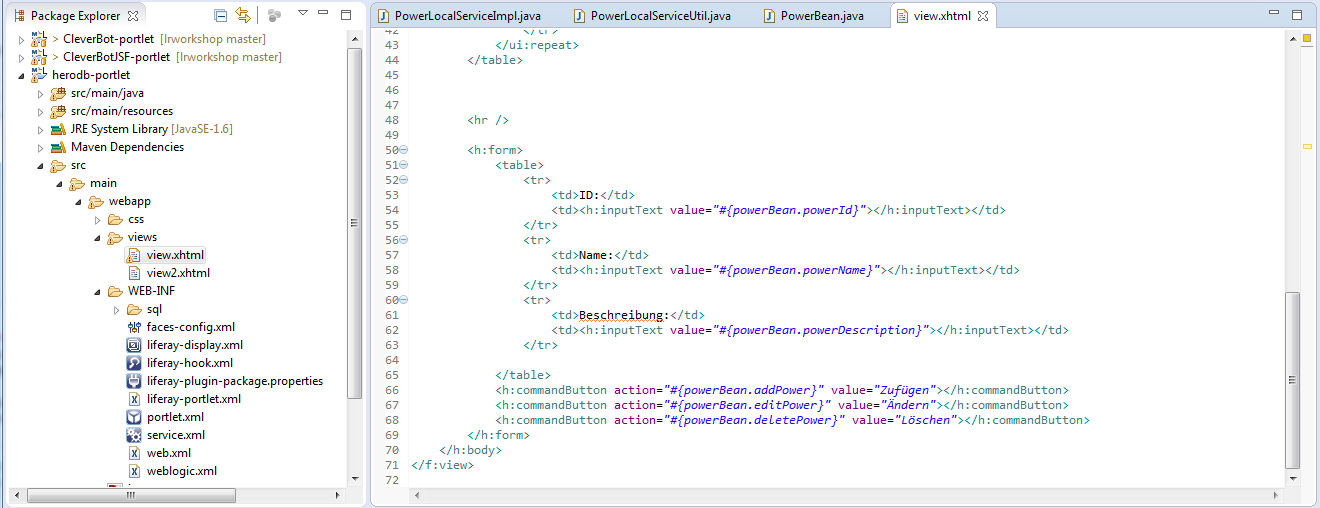 Package Explorer
> CleverBot-portlet [lrworkshop master]
> CleverBotJSF-portlet [lrworkshop master]
herodb-portlet
src/main/java
src/main/resources
JRE System Library [JavaSE-1.6]
Maven Dependencies
src
main
webapp
css
views
view.xhtml
view2.xhtml
WEB-INF
sql
faces-config.xml
liferay-display.xml
liferay-hook.xml
liferay-plugin-package.properties
liferay-portlet.xml
portlet.xml
service.xml
web.xml
weblogic.xml
PowerLocalServiceImpl.java PowerLocalServiceUtil.java PowerBean.java view.xhtml
42 </tr>
43 </ui:repeat>
44 </table>
45
46
47
48 <hr />
49
50 <h:form>
51 <table>
52 <tr>
53 <td>ID:</td>
54 <td><h:inputText value="#{powerBean.powerId}"></h:inputText></td>
55 </tr>
56 <tr>
57 <td>Name:</td>
58 <td><h:inputText value="#{powerBean.powerName}"></h:inputText></td>
59 </tr>
60 <tr>
61 <td>Beschreibung:</td>
62 <td><h:inputText value="#{powerBean.powerDescription}"></h:inputText></td>
63 </tr>
64
65 </table>
66 <h:commandButton action="#{powerBean.addPower}" value="Zufügen"></h:commandButton>
67 <h:commandButton action="#{powerBean.editPower}" value="Ändern"></h:commandButton>
68 <h:commandButton action="#{powerBean.deletePower}" value="Löschen"></h:commandButton>
69 </h:form>
70 </h:body>
71 </f:view>
72